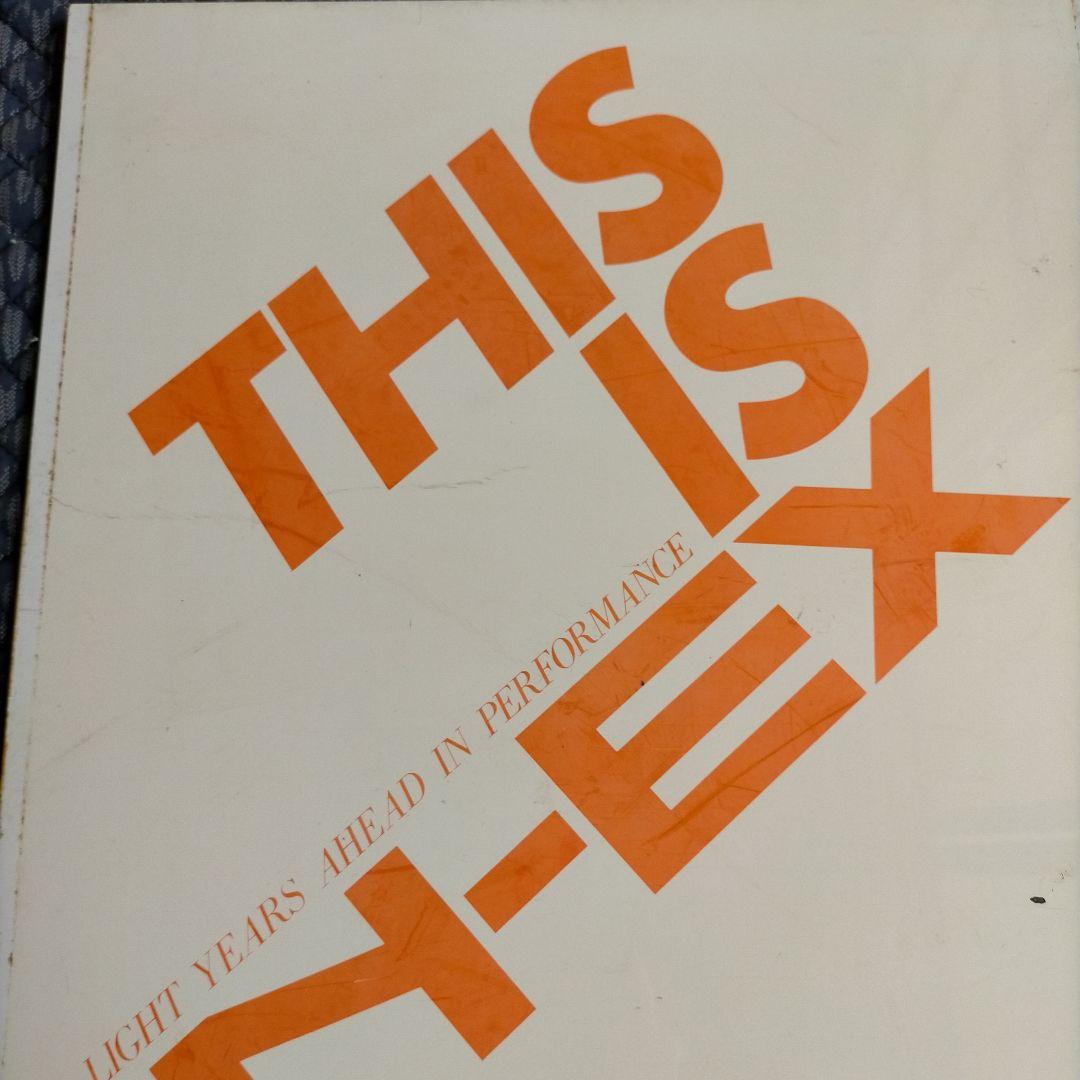 THIS
IS
LIGHT YEARS AHEAD IN PERFORMANCE
N-EX